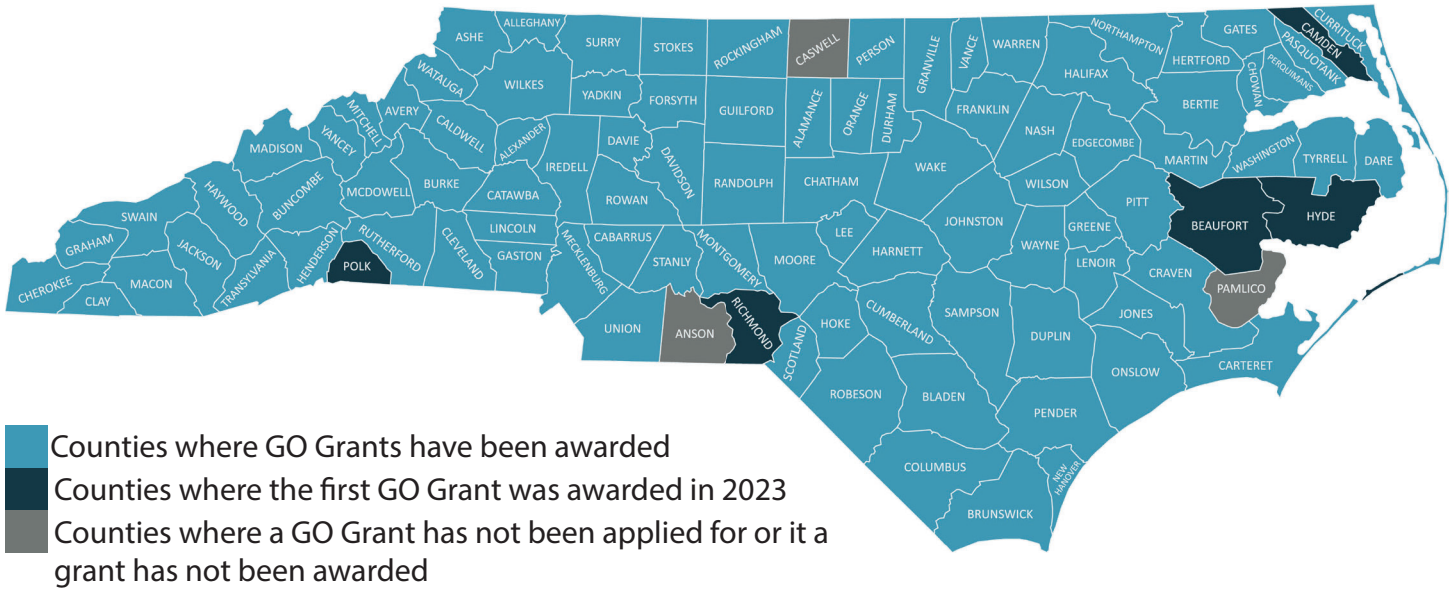 ALLEGHANY
ASHE
SURRY
STOKES
ROCKINGHAM
CASWELL
PERSON
GRANVILLE
VANCE
WARREN
NORTHAMPTON
GATES
CURRITUCK
CAMDEN
PASQUOTANK
PERQUIMANS
CHOWAN
HERTFORD
HALIFAX
BERTIE
WATAUGA
WILKES
YADKIN
FORSYTH
GUILFORD
ALAMANCE
ORANGE
DURHAM
FRANKLIN
NASH
EDGECOMBE
MARTIN
WASHINGTON
TYRRELL
DARE
MITCHELL
AVERY
CALDWELL
ALEXANDER
IREDELL
DAVIE
DAVIDSON
RANDOLPH
CHATHAM
WAKE
WILSON
PITT
BEAUFORT
HYDE
MADISON
YANCEY
BUNCOMBE
MCDOWELL
BURKE
CATAWBA
ROWAN
JOHNSTON
GREENE
WAYNE
LENOIR
CRAVEN
PAMLICO
HAYWOOD
SWAIN
GRAHAM
JACKSON
CHEROKEE
CLAY
MACON
TRANSYLVANIA
HENDERSON
POLK
RUTHERFORD
CLEVELAND
LINCOLN
GASTON
MECKLENBURG
CABARRUS
STANLY
MONTGOMERY
MOORE
LEE
HARNETT
UNION
ANSON
RICHMOND
SCOTLAND
HOKE
CUMBERLAND
SAMPSON
DUPLIN
JONES
ONSLOW
CARTERET
ROBESON
BLADEN
PENDER
COLUMBUS
BRUNSWICK
NEW
HANOVER
Counties where GO Grants have been awarded
Counties where the first GO Grant was awarded in 2023
Counties where a GO Grant has not been applied for or it a
grant has not been awarded